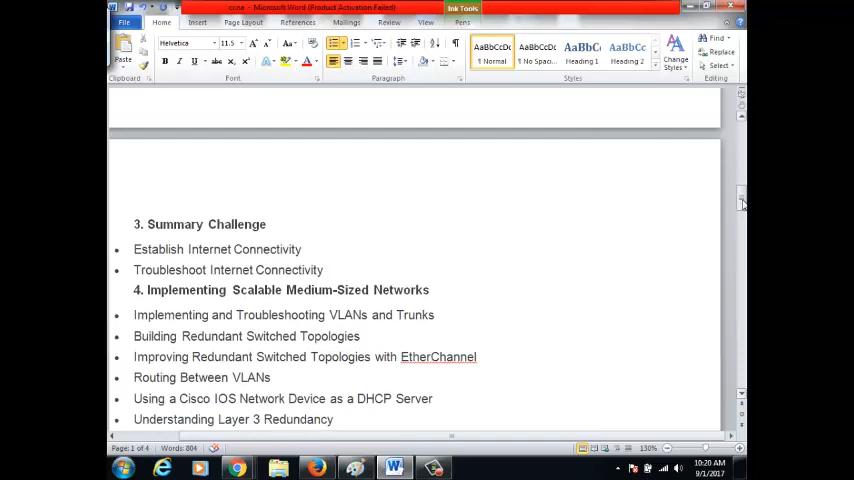 ccna - Microsoft Word (Product Activation Failed)
Ink Tools
File Home Insert Page Layout References Mailings Review View Pens
Paste
Helvetica 11.5
Clipboard Font Paragraph Styles Editing
AaBbCcDc AaBbCcDc AaBbC AaBbCc
¶ Normal ¶ No Spac... Heading 1 Heading 2
Change Styles
Find
Replace
Select
3. Summary Challenge
• Establish Internet Connectivity
• Troubleshoot Internet Connectivity
4. Implementing Scalable Medium-Sized Networks
• Implementing and Troubleshooting VLANs and Trunks
• Building Redundant Switched Topologies
• Improving Redundant Switched Topologies with EtherChannel
• Routing Between VLANs
• Using a Cisco IOS Network Device as a DHCP Server
• Understanding Layer 3 Redundancy
Page: 1 of 4 Words: 804 130%
10:20 AM
9/1/2017